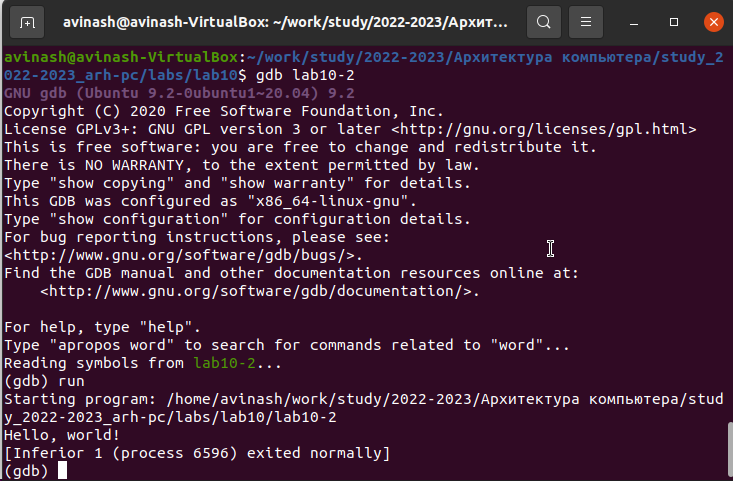 avinash@avinash-VirtualBox: ~/work/study/2022-2023/Архит...
avinash@avinash-VirtualBox:~/work/study/2022-2023/Архитектура компьютера/study_2
022-2023_arh-pc/labs/lab10$ gdb lab10-2
GNU gdb (Ubuntu 9.2-0ubuntu1~20.04) 9.2
Copyright (C) 2020 Free Software Foundation, Inc.
License GPLv3+: GNU GPL version 3 or later <http://gnu.org/licenses/gpl.html>
This is free software: you are free to change and redistribute it.
There is NO WARRANTY, to the extent permitted by law.
Type "show copying" and "show warranty" for details.
This GDB was configured as "x86_64-linux-gnu".
Type "show configuration" for configuration details.
For bug reporting instructions, please see:
<http://www.gnu.org/software/gdb/bugs/>.
Find the GDB manual and other documentation resources online at:
    <http://www.gnu.org/software/gdb/documentation/>.

For help, type "help".
Type "apropos word" to search for commands related to "word"...
Reading symbols from lab10-2...
(gdb) run
Starting program: /home/avinash/work/study/2022-2023/Архитектура компьютера/stud
y_2022-2023_arh-pc/labs/lab10/lab10-2
Hello, world!
[Inferior 1 (process 6596) exited normally]
(gdb)